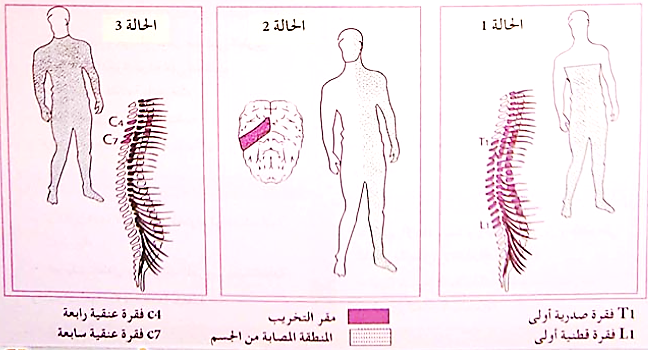 الحالة 1
الحالة 2
الحالة 3
T1
L1
C4
C7
T1 فقرة صدرية أولى
L1 فقرة قطنية أولى
مقر التخريب
المنطقة المصابة من الجسم
c4 فقرة عنقية رابعة
c7 فقرة عنقية سابعة